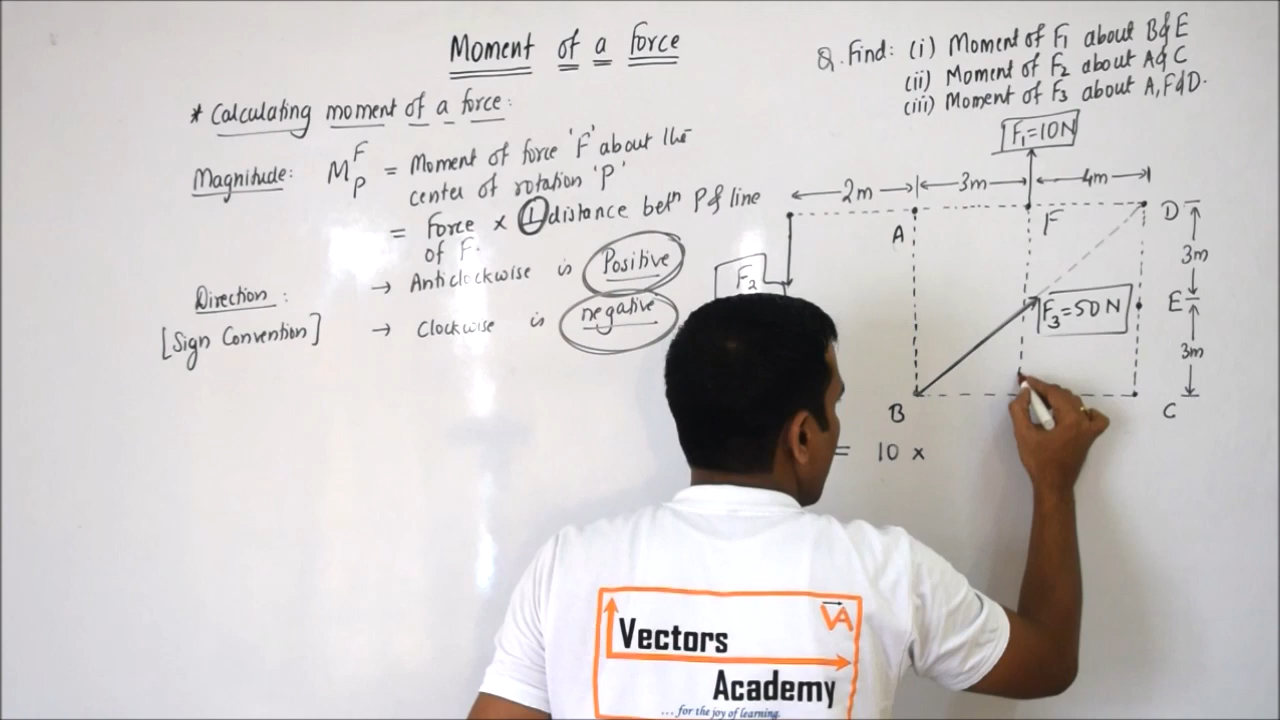 Moment of a force
Q. Find: (i) Moment of F₁ about B & E
(ii) Moment of F₂ about A & C
(iii) Moment of F₃ about A, F & D.
* Calculating moment of a force:
Magnitude: M_P^F = Moment of force 'F' about the
center of rotation 'P'
= Force × ⊥ distance betⁿ P & line
of F.
Direction:
[Sign Convention]
→ Anticlockwise is Positive
→ Clockwise is negative
F₁=10N
2m 3m 4m
A F D
3m
F₂
E
F₃=50N
3m
B C
= 10 ×
VA
Vectors
Academy
... for the joy of learning.